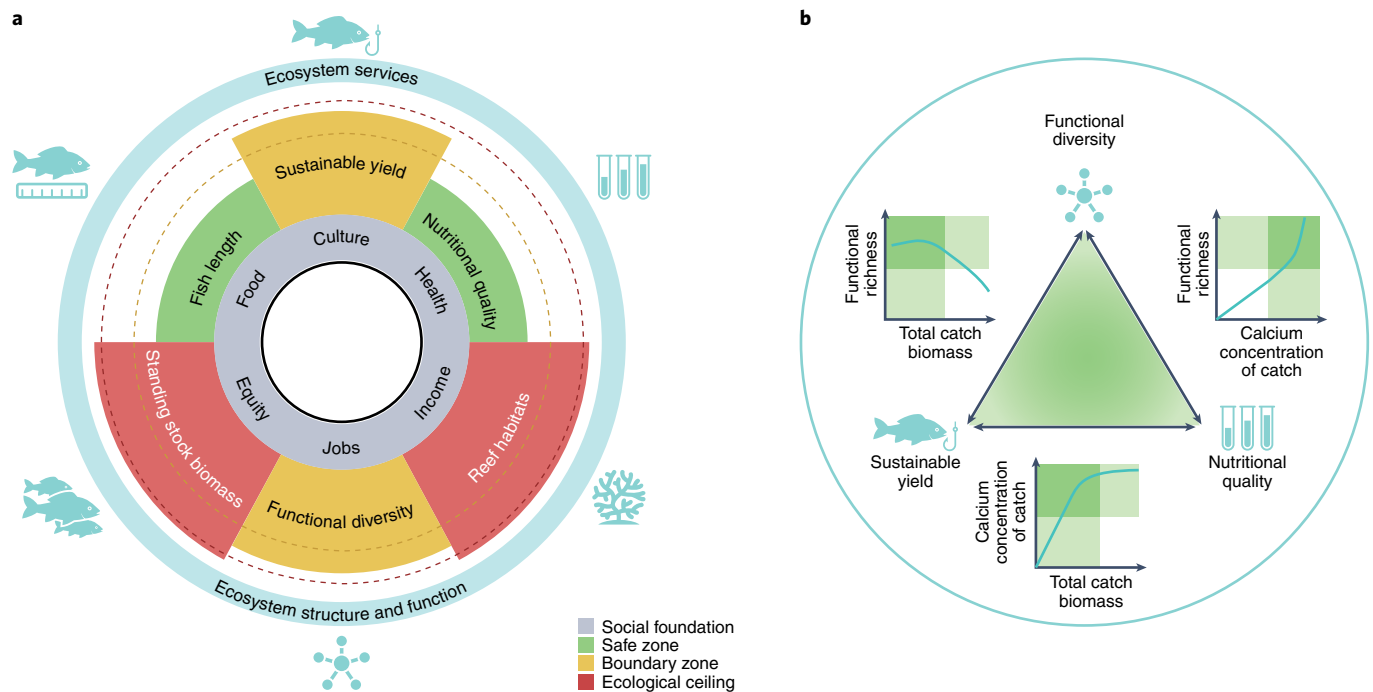 a
Ecosystem services
Sustainable yield
Fish length
Nutritional quality
Culture
Food
Health
Equity
Income
Jobs
Standing stock biomass
Reef habitats
Functional diversity
Ecosystem structure and function
Social foundation
Safe zone
Boundary zone
Ecological ceiling
b
Functional
diversity
Functional
richness
Total catch
biomass
Functional
richness
Calcium
concentration
of catch
Sustainable
yield
Nutritional
quality
Calcium
concentration
of catch
Total catch
biomass